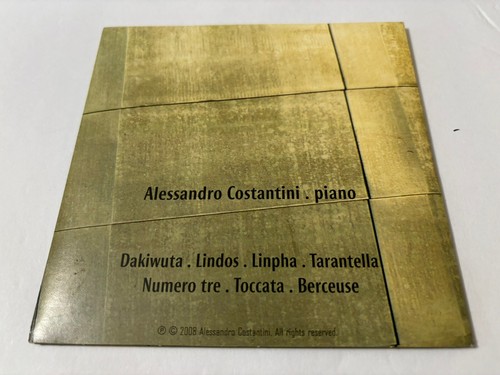 Alessandro Costantini . piano
Dakiwuta . Lindos . Linpha . Tarantella
Numero tre . Toccata . Berceuse
℗ © 2008 Alessandro Costantini. All rights reserved.